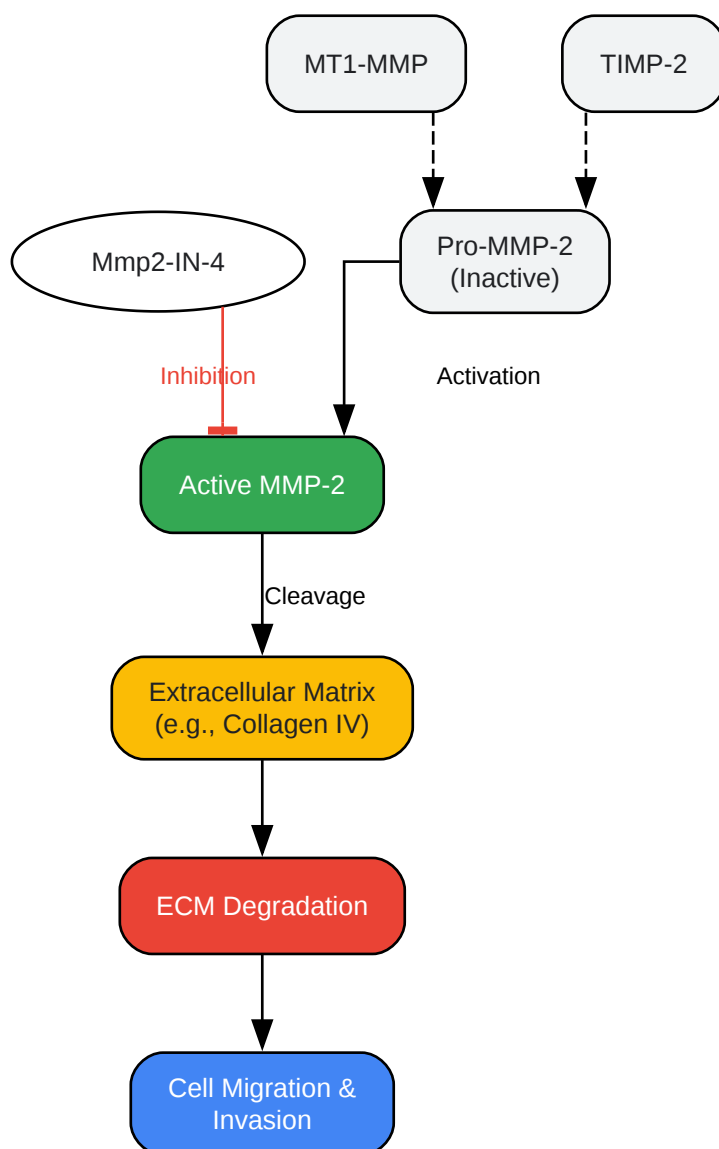 MT1-MMP
TIMP-2
Mmp2-IN-4
Pro-MMP-2
(Inactive)
Inhibition
Activation
Active MMP-2
Cleavage
Extracellular Matrix
(e.g., Collagen IV)
ECM Degradation
Cell Migration &
Invasion